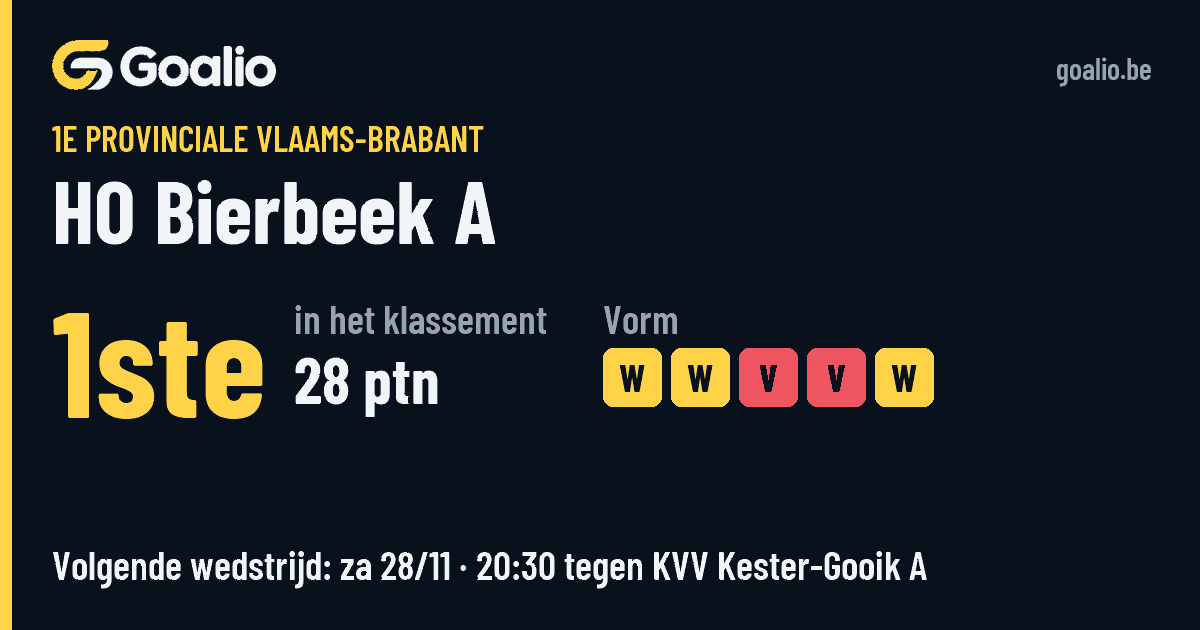 Goalio
goalio.be
1E PROVINCIALE VLAAMS-BRABANT
HO Bierbeek A
1ste
in het klassement
28 ptn
Vorm
W W V V W
Volgende wedstrijd: za 28/11 · 20:30 tegen KVV Kester-Gooik A